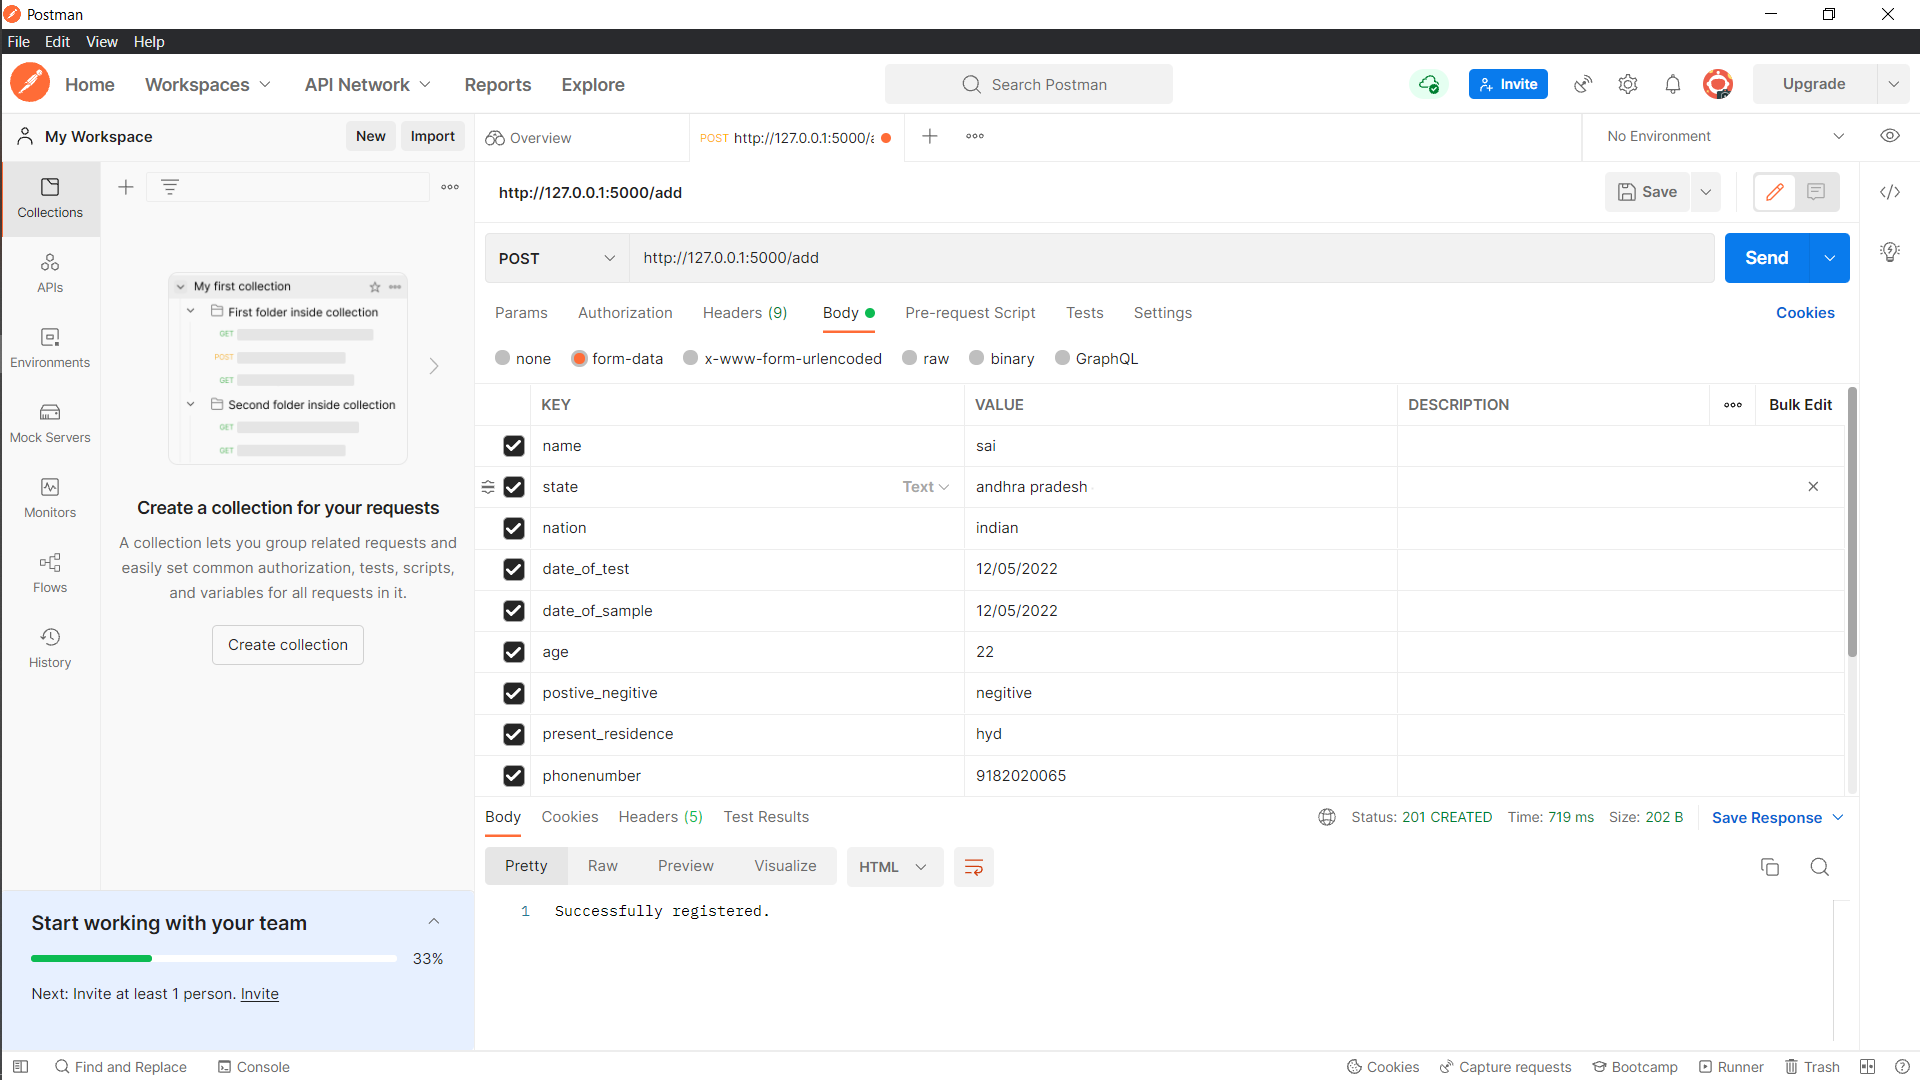 Postman
File Edit View Help
Home Workspaces API Network Reports Explore Search Postman Invite Upgrade
My Workspace New Import Overview POST http://127.0.0.1:5000/a No Environment
http://127.0.0.1:5000/add Save
Collections
APIs
Environments
Mock Servers
Monitors
Flows
History
My first collection
First folder inside collection
GET
POST
GET
Second folder inside collection
GET
GET
Create a collection for your requests
A collection lets you group related requests and
easily set common authorization, tests, scripts,
and variables for all requests in it.
Create collection
POST http://127.0.0.1:5000/add Send
Params Authorization Headers (9) Body Pre-request Script Tests Settings Cookies
none form-data x-www-form-urlencoded raw binary GraphQL
KEY VALUE DESCRIPTION Bulk Edit
name sai
state Text andhra pradesh
nation indian
date_of_test 12/05/2022
date_of_sample 12/05/2022
age 22
postive_negitive negitive
present_residence hyd
phonenumber 9182020065
Body Cookies Headers (5) Test Results Status: 201 CREATED Time: 719 ms Size: 202 B Save Response
Pretty Raw Preview Visualize HTML
1 Successfully registered.
Start working with your team
33%
Next: Invite at least 1 person. Invite
Find and Replace Console Cookies Capture requests Bootcamp Runner Trash